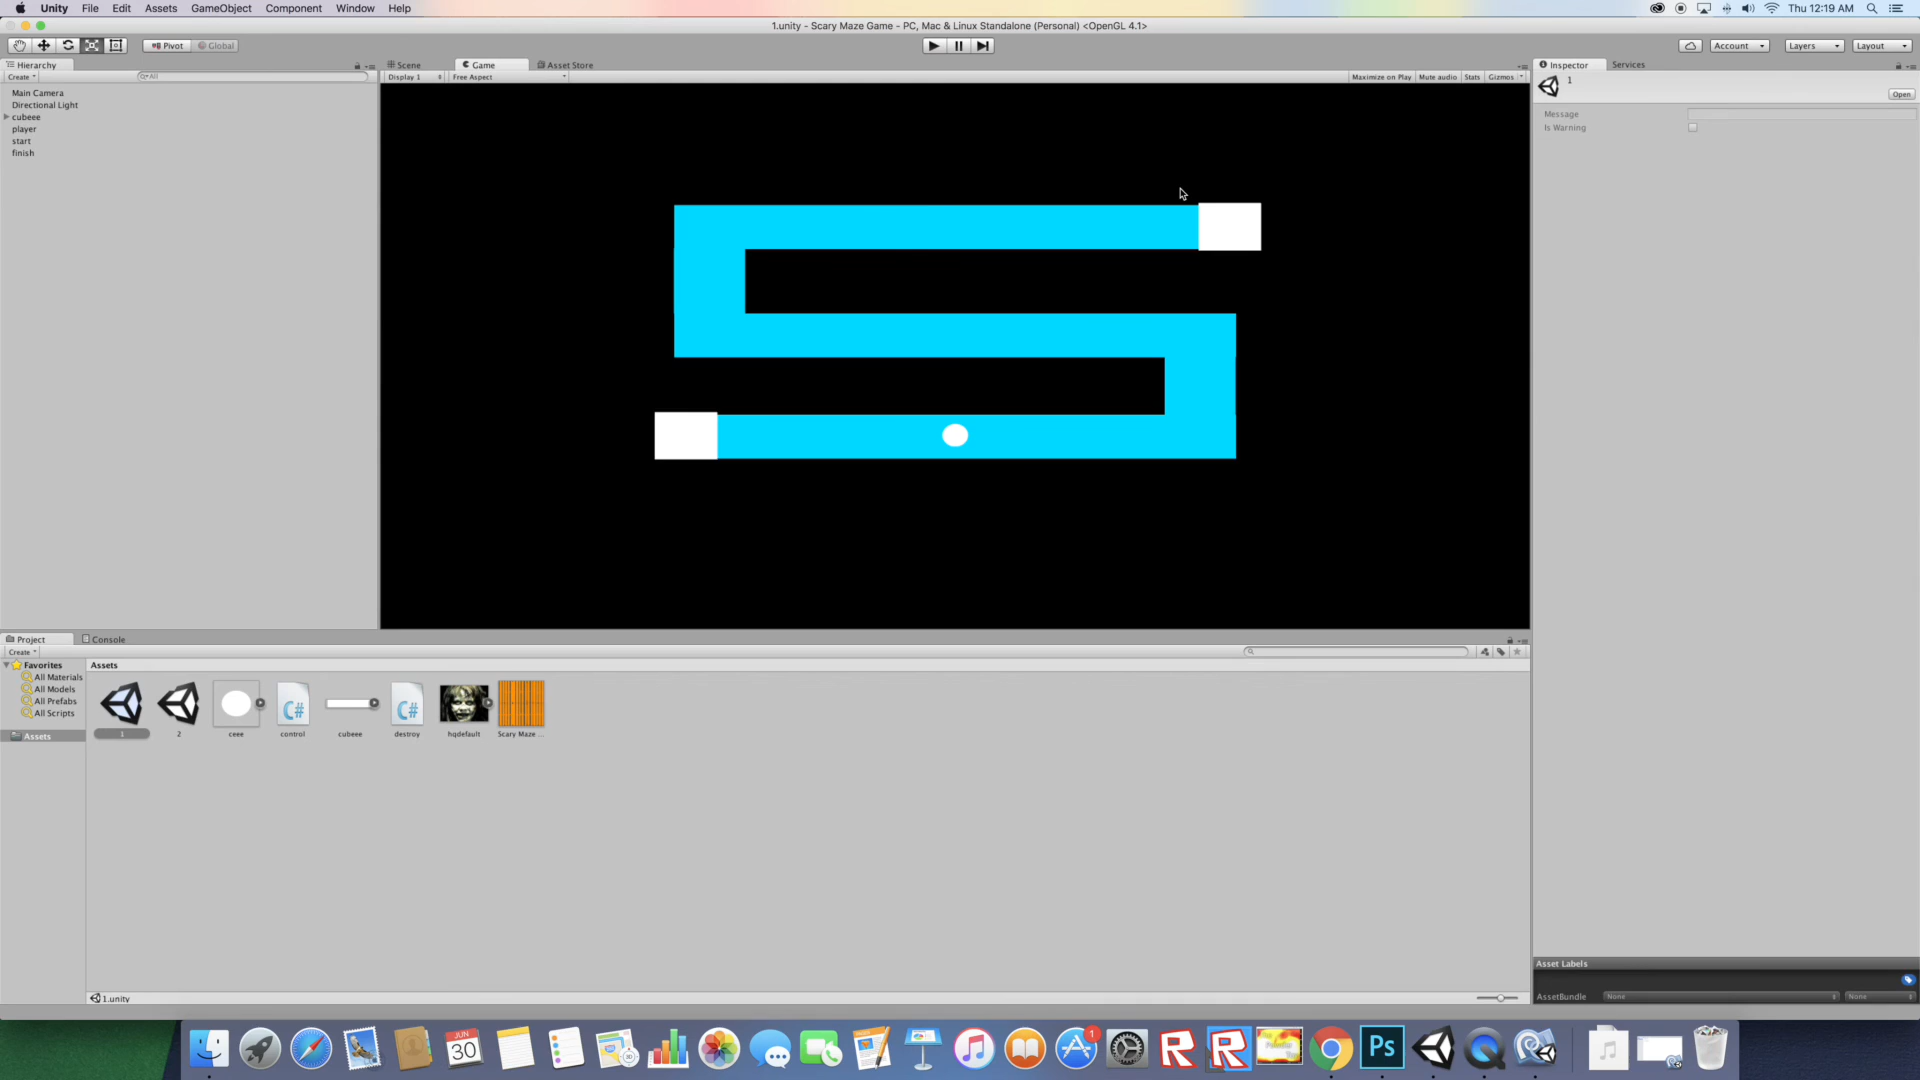 Unity File Edit Assets GameObject Component Window Help
Thu 12:19 AM
1.unity - Scary Maze Game - PC, Mac & Linux Standalone (Personal) <OpenGL 4.1>
Pivot Global
Account Layers Layout
Hierarchy
Create All
Main Camera
Directional Light
cubeee
player
start
finish
Scene Game Asset Store
Display 1 Free Aspect
Maximize on Play Mute audio Stats Gizmos
Inspector Services
1
Open
Message
Is Warning
Project Console
Create
Favorites
All Materials
All Models
All Prefabs
All Scripts
Assets
Assets
C#
C#
1 2 ceee control cubeee destroy hqdefault Scary Maze ...
1.unity
Asset Labels
AssetBundle None None
JUN
30
1
Ps